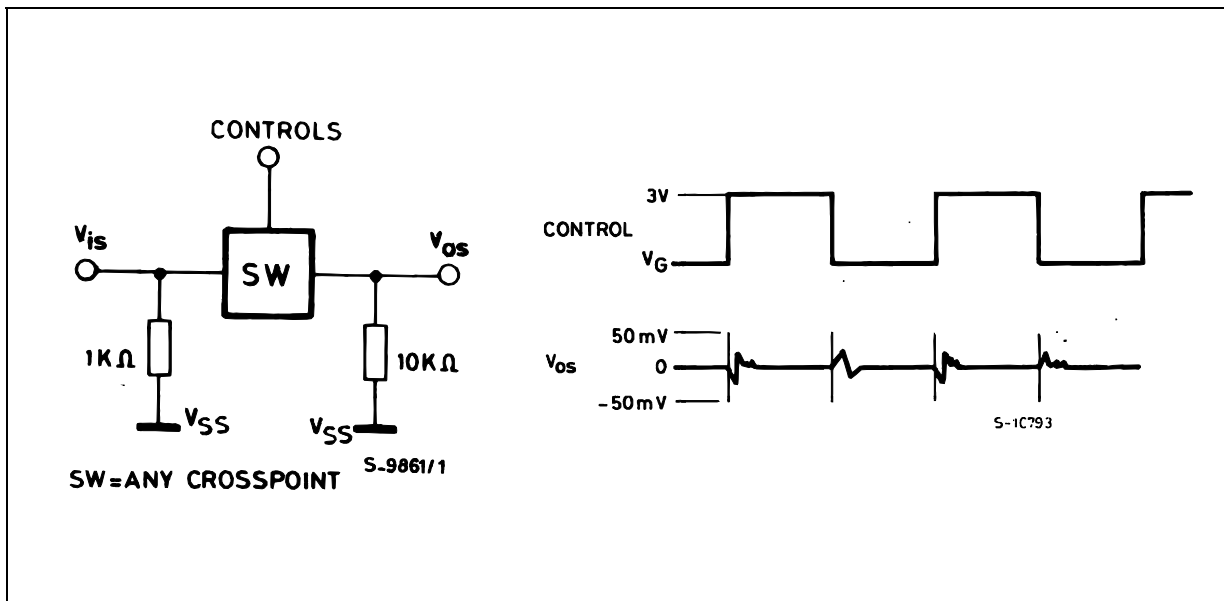 CONTROLS
Vis
SW
Vos
1KΩ
10KΩ
VSS
VSS
S-9861/1
SW=ANY CROSSPOINT
3V
CONTROL
VG
50mV
Vos
0
-50mV
S-10793